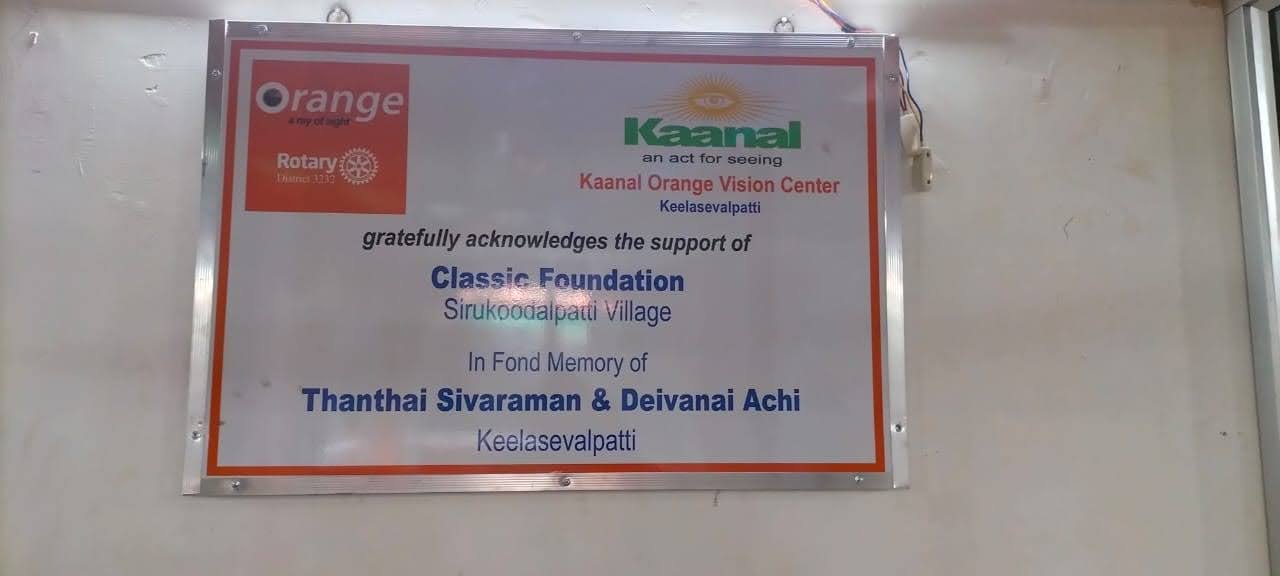 Orange
a ray of sight
Rotary
District 3232
Kaanal
an act for seeing
Kaanal Orange Vision Center
Keelasevalpatti
gratefully acknowledges the support of
Classic Foundation
Sirukoodalpatti Village
In Fond Memory of
Thanthai Sivaraman & Deivanai Achi
Keelasevalpatti